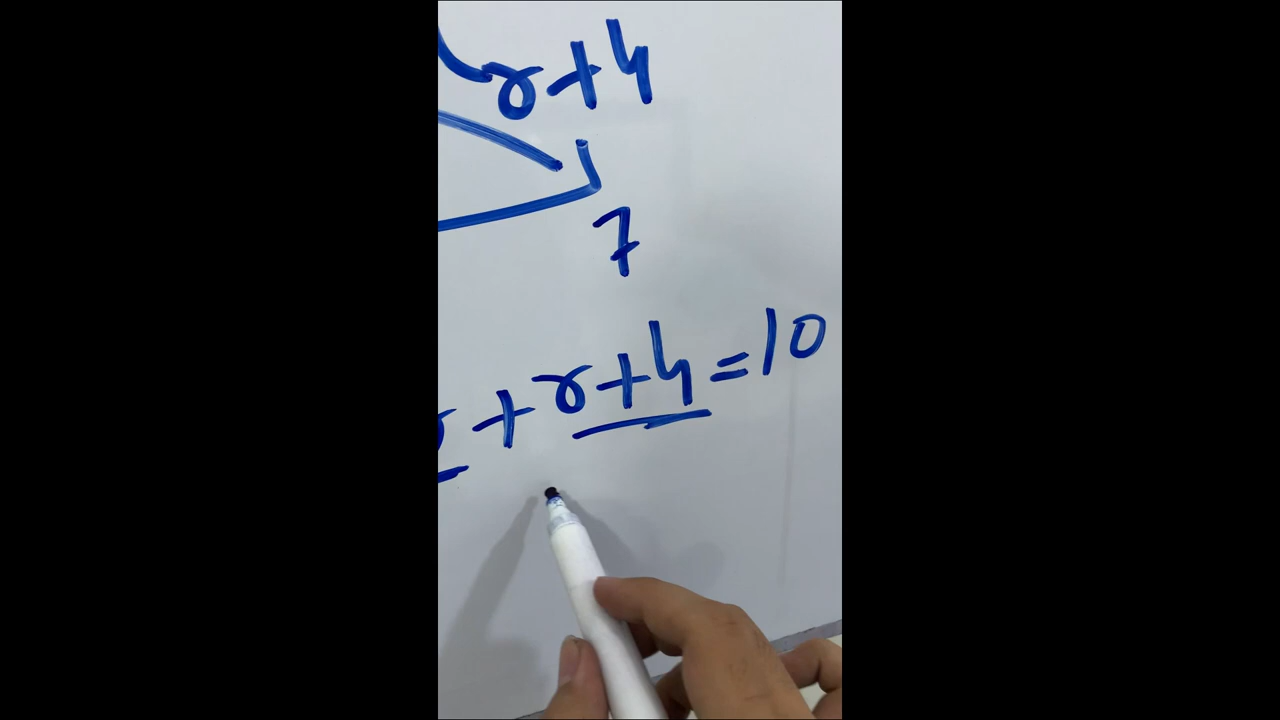 r+4
7
+ r+4 = 10